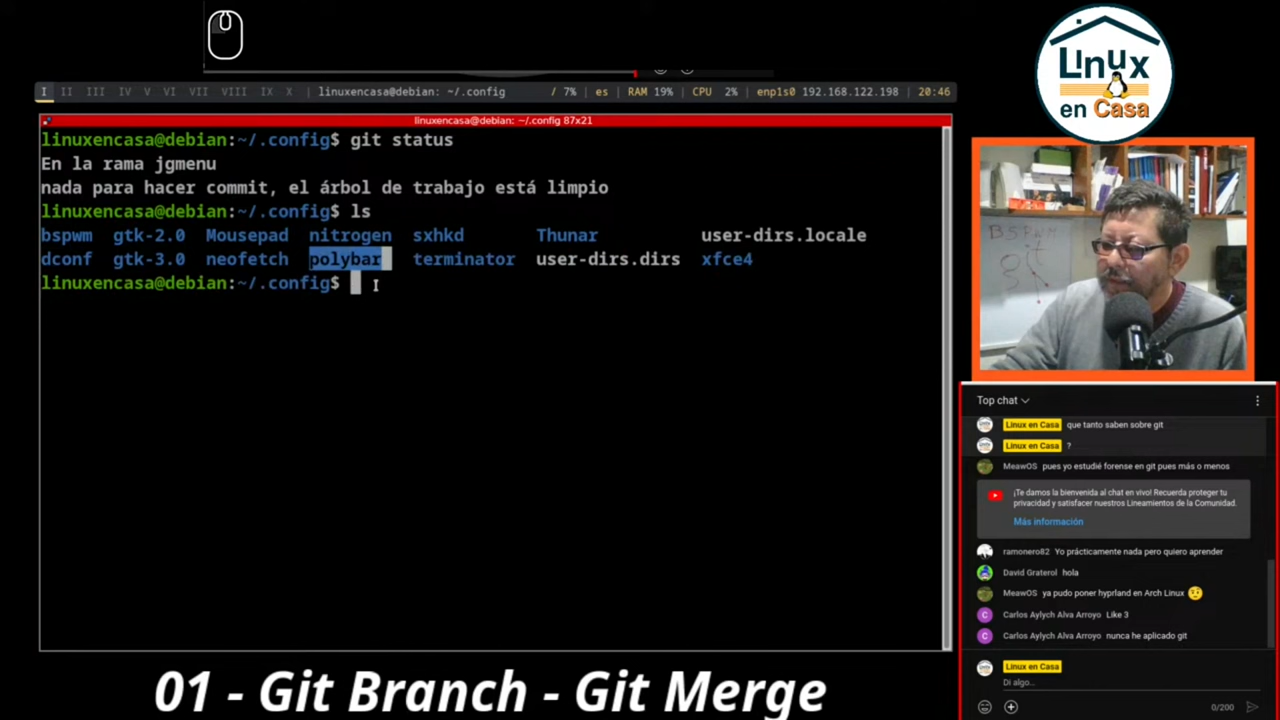 I II III IV V VI VII VIII IX X | linuxencasa@debian: ~/.config / 7% | es | RAM 19% | CPU 2% | enp1s0 192.168.122.198 | 20:46
linuxencasa@debian: ~/.config 87x21
linuxencasa@debian:~/.config$ git status
En la rama jgmenu
nada para hacer commit, el árbol de trabajo está limpio
linuxencasa@debian:~/.config$ ls
bspwm gtk-2.0 Mousepad nitrogen sxhkd Thunar user-dirs.locale
dconf gtk-3.0 neofetch polybar terminator user-dirs.dirs xfce4
linuxencasa@debian:~/.config$
01 - Git Branch - Git Merge
Linux
en Casa
BSPWM
Top chat
Linux en Casa que tanto saben sobre git
Linux en Casa ?
MeawOS pues yo estudié forense en git pues más o menos
¡Te damos la bienvenida al chat en vivo! Recuerda proteger tu
privacidad y satisfacer nuestros Lineamientos de la Comunidad.
Más información
ramonero82 Yo prácticamente nada pero quiero aprender
David Graterol hola
MeawOS ya pudo poner hyprland en Arch Linux 🤨
C Carlos Aylych Alva Arroyo Like 3
C Carlos Aylych Alva Arroyo nunca he aplicado git
Linux en Casa
Di algo...
0/200